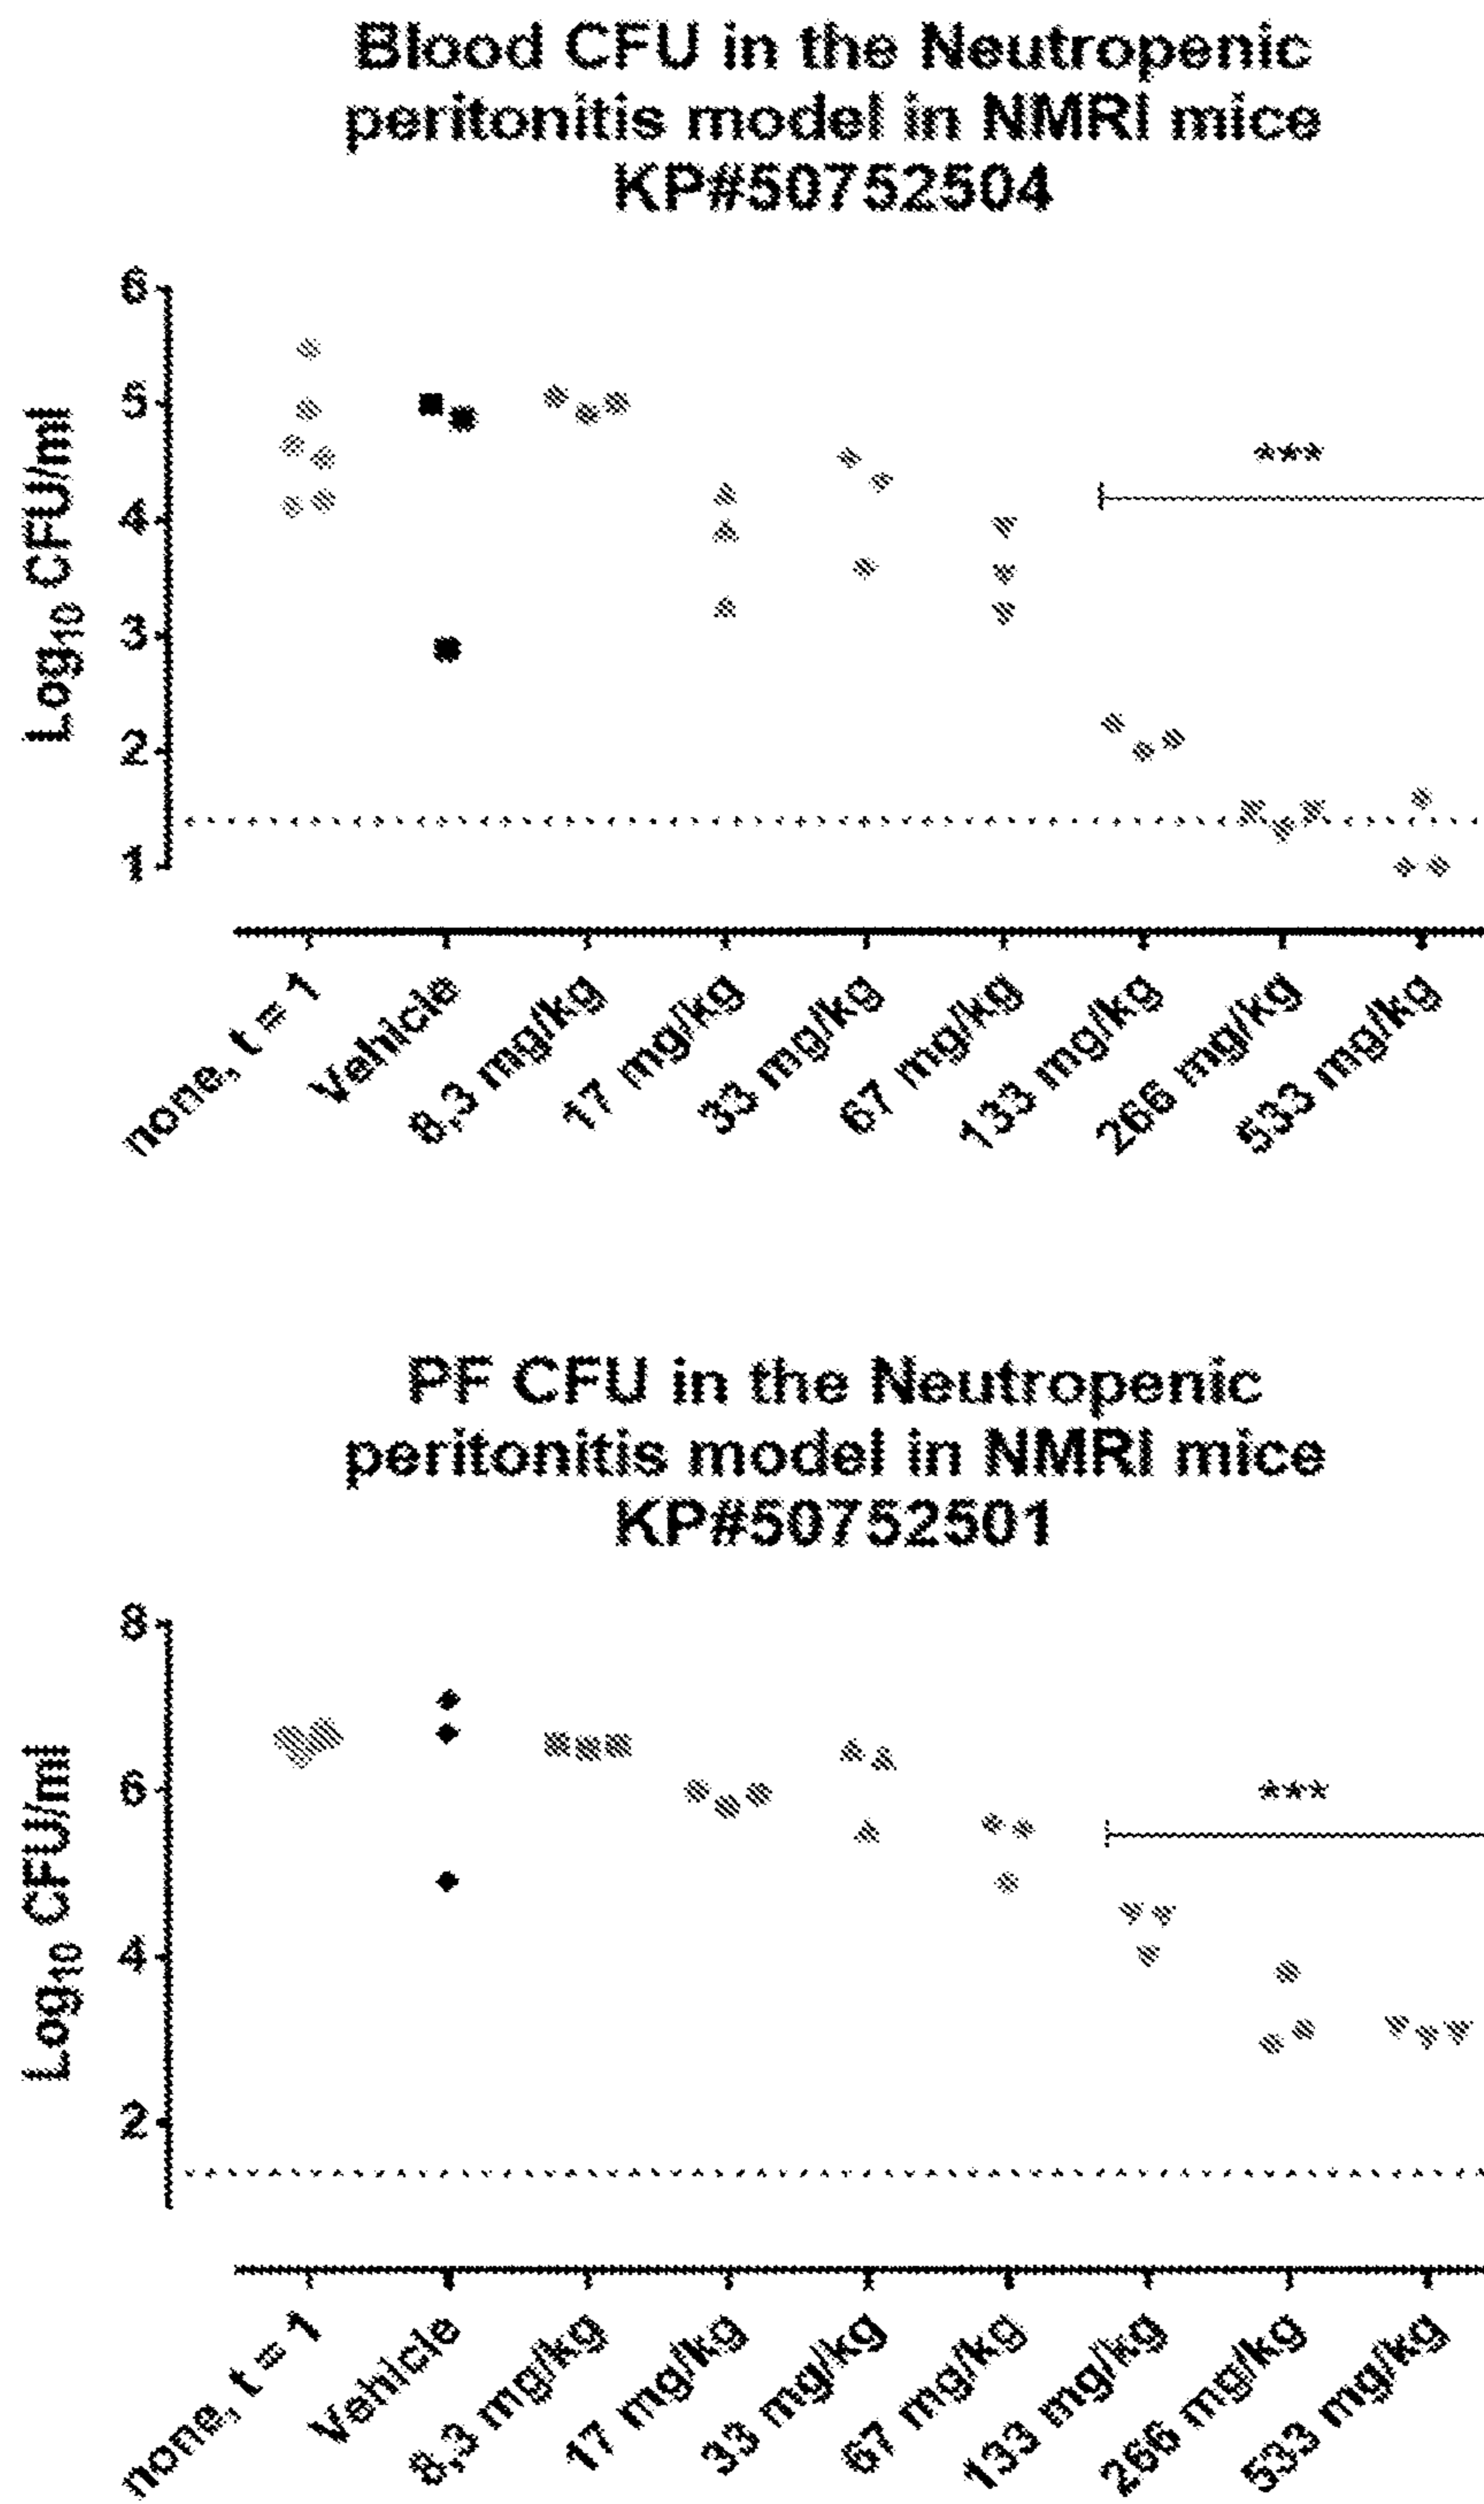 Blood CFU in the Neutropenic
peritonitis model in NMRI mice
KP#50752504
Log10 CFU/ml
6
5
4
3
2
1
***
none, t = 1
Vehicle
8,3 mg/kg
17 mg/kg
33 mg/kg
67 mg/kg
133 mg/kg
266 mg/kg
533 mg/kg
PF CFU in the Neutropenic
peritonitis model in NMRI mice
KP#50752501
Log10 CFU/ml
8
6
4
2
***
none, t = 1
Vehicle
8,3 mg/kg
17 mg/kg
33 mg/kg
67 mg/kg
133 mg/kg
266 mg/kg
533 mg/kg